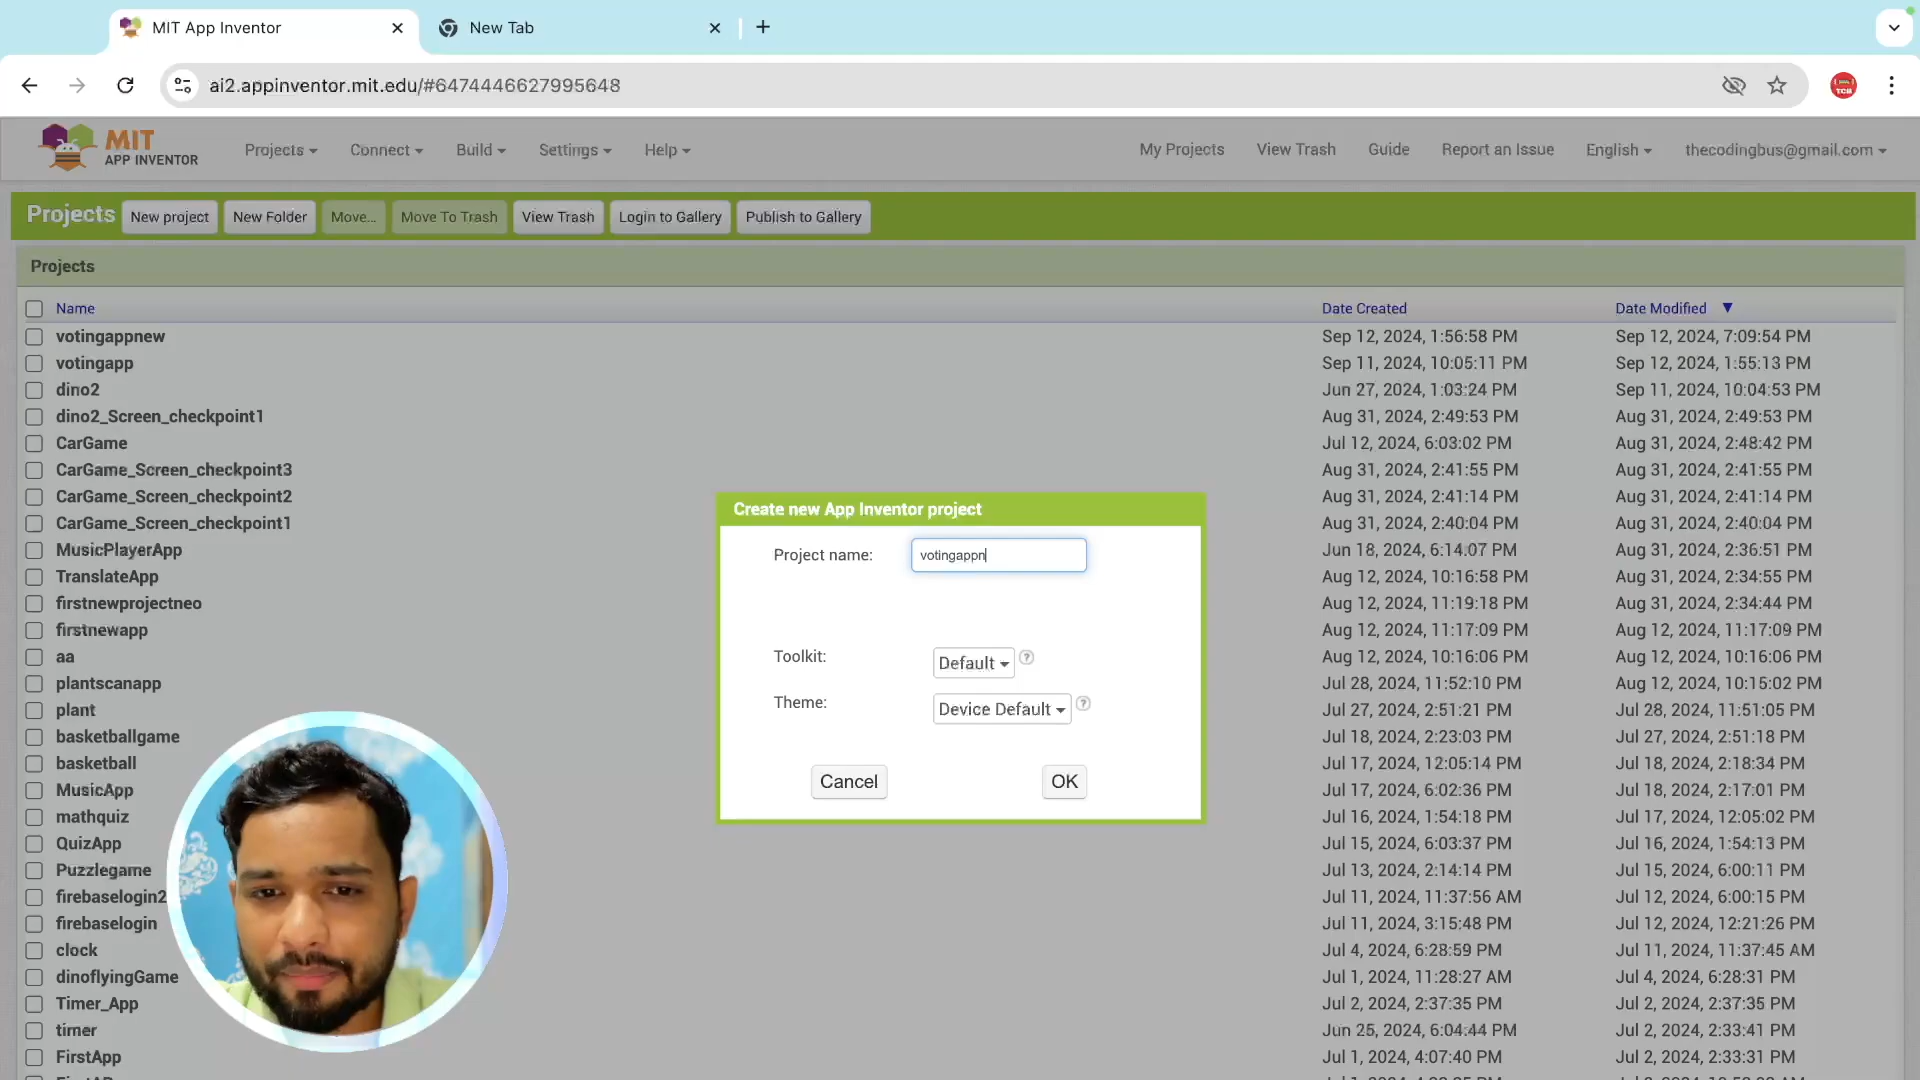 MIT App Inventor
New Tab
ai2.appinventor.mit.edu/#6474446627995648
MIT
APP INVENTOR
Projects
Connect
Build
Settings
Help
My Projects
View Trash
Guide
Report an Issue
English
thecodingbus@gmail.com
Projects
New project
New Folder
Move...
Move To Trash
View Trash
Login to Gallery
Publish to Gallery
Projects
Name Date Created Date Modified
votingappnew Sep 12, 2024, 1:56:58 PM Sep 12, 2024, 7:09:54 PM
votingapp Sep 11, 2024, 10:05:11 PM Sep 12, 2024, 1:55:13 PM
dino2 Jun 27, 2024, 1:03:24 PM Sep 11, 2024, 10:04:53 PM
dino2_Screen_checkpoint1 Aug 31, 2024, 2:49:53 PM Aug 31, 2024, 2:49:53 PM
CarGame Jul 12, 2024, 6:03:02 PM Aug 31, 2024, 2:48:42 PM
CarGame_Screen_checkpoint3 Aug 31, 2024, 2:41:55 PM Aug 31, 2024, 2:41:55 PM
CarGame_Screen_checkpoint2 Aug 31, 2024, 2:41:14 PM Aug 31, 2024, 2:41:14 PM
CarGame_Screen_checkpoint1 Aug 31, 2024, 2:40:04 PM Aug 31, 2024, 2:40:04 PM
MusicPlayerApp Jun 18, 2024, 6:14:07 PM Aug 31, 2024, 2:36:51 PM
TranslateApp Aug 12, 2024, 10:16:58 PM Aug 31, 2024, 2:34:55 PM
firstnewprojectneo Aug 12, 2024, 11:19:18 PM Aug 31, 2024, 2:34:44 PM
firstnewapp Aug 12, 2024, 11:17:09 PM Aug 12, 2024, 11:17:09 PM
aa Aug 12, 2024, 10:16:06 PM Aug 12, 2024, 10:16:06 PM
plantscanapp Jul 28, 2024, 11:52:10 PM Aug 12, 2024, 10:15:02 PM
plant Jul 27, 2024, 2:51:21 PM Jul 28, 2024, 11:51:05 PM
basketballgame Jul 18, 2024, 2:23:03 PM Jul 27, 2024, 2:51:18 PM
basketball Jul 17, 2024, 12:05:14 PM Jul 18, 2024, 2:18:34 PM
MusicApp Jul 17, 2024, 6:02:36 PM Jul 18, 2024, 2:17:01 PM
mathquiz Jul 16, 2024, 1:54:18 PM Jul 17, 2024, 12:05:02 PM
QuizApp Jul 15, 2024, 6:03:37 PM Jul 16, 2024, 1:54:13 PM
Puzzlegame Jul 13, 2024, 2:14:14 PM Jul 15, 2024, 6:00:11 PM
firebaselogin2 Jul 11, 2024, 11:37:56 AM Jul 12, 2024, 6:00:15 PM
firebaselogin Jul 11, 2024, 3:15:48 PM Jul 12, 2024, 12:21:26 PM
clock Jul 4, 2024, 6:28:59 PM Jul 11, 2024, 11:37:45 AM
dinoflyingGame Jul 1, 2024, 11:28:27 AM Jul 4, 2024, 6:28:31 PM
Timer_App Jul 2, 2024, 2:37:35 PM Jul 2, 2024, 2:37:35 PM
timer Jun 25, 2024, 6:04:44 PM Jul 2, 2024, 2:33:41 PM
FirstApp Jul 1, 2024, 4:07:40 PM Jul 2, 2024, 2:33:31 PM
Create new App Inventor project
Project name: votingappn
Toolkit: Default
Theme: Device Default
Cancel
OK